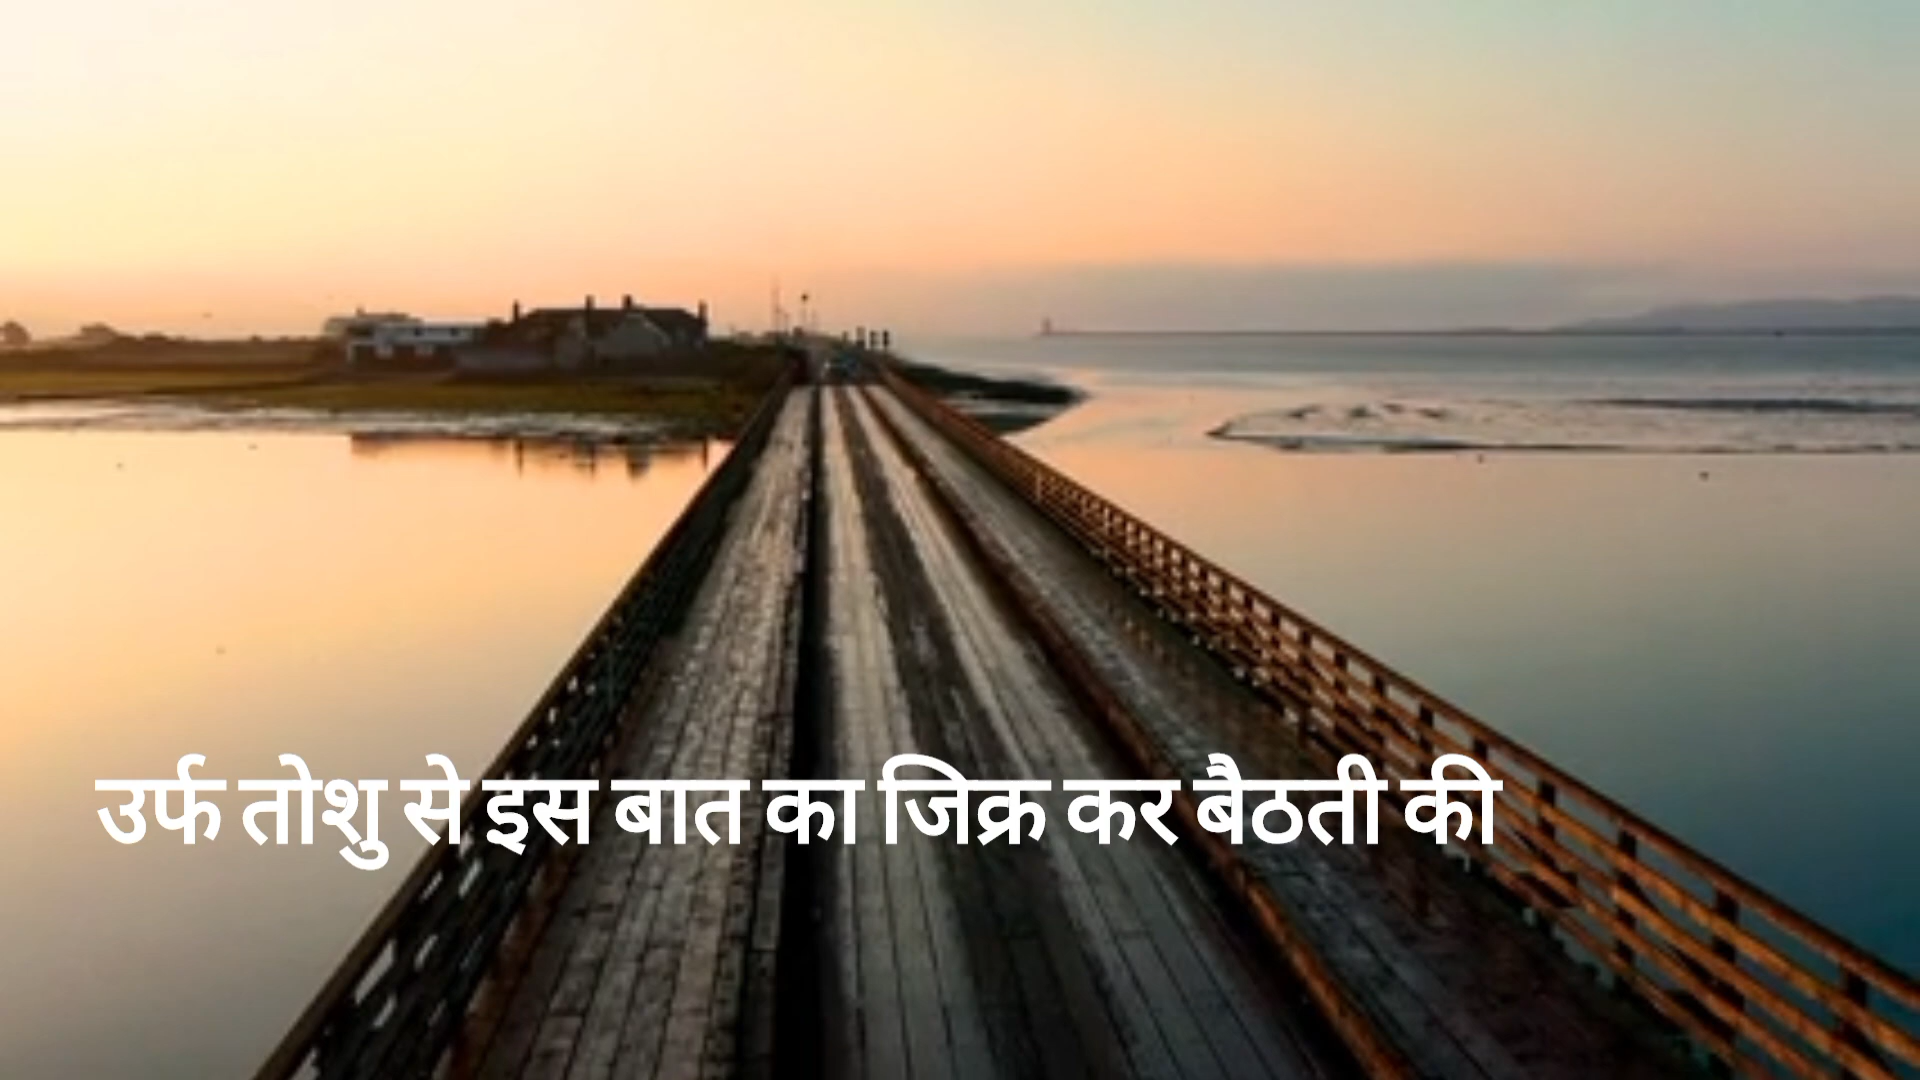 उर्फ तोशु से इस बात का जिक्र कर बैठती की